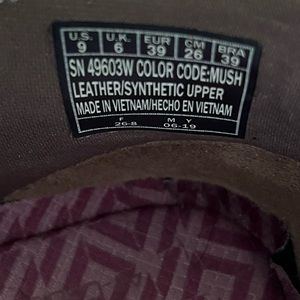 U.S. U.K. EUR CM BRA
9 6 39 26 39
SN 49603W COLOR CODE:MUSH
LEATHER/SYNTHETIC UPPER
MADE IN VIETNAM/HECHO EN VIETNAM
F M Y
26-8 06-19